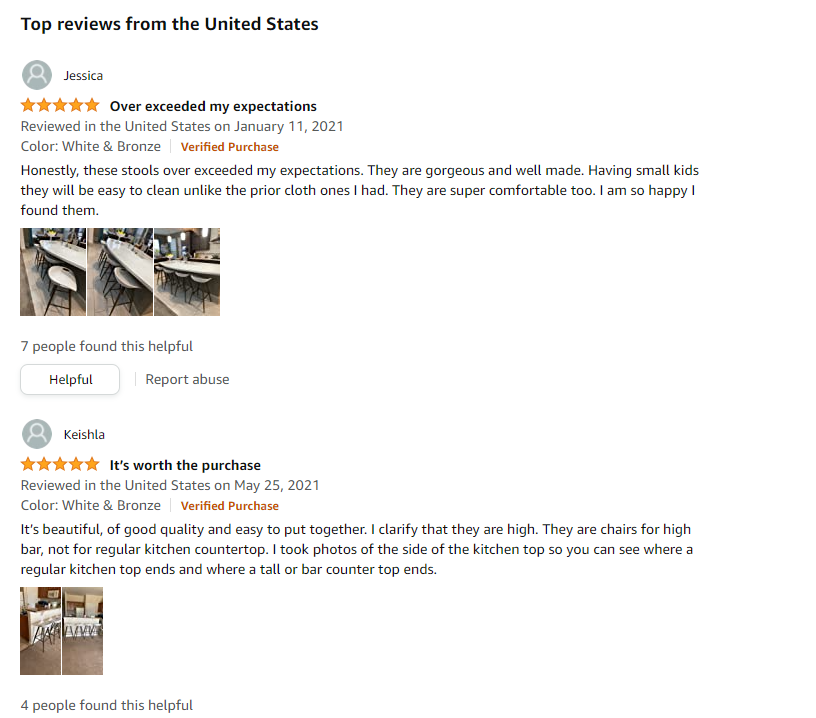 Top reviews from the United States
Jessica
Over exceeded my expectations
Reviewed in the United States on January 11, 2021
Color: White & Bronze
Verified Purchase
Honestly, these stools over exceeded my expectations. They are gorgeous and well made. Having small kids
they will be easy to clean unlike the prior cloth ones I had. They are super comfortable too. I am so happy I
found them.
7 people found this helpful
Helpful
Report abuse
Keishla
It’s worth the purchase
Reviewed in the United States on May 25, 2021
Color: White & Bronze
Verified Purchase
It’s beautiful, of good quality and easy to put together. I clarify that they are high. They are chairs for high
bar, not for regular kitchen countertop. I took photos of the side of the kitchen top so you can see where a
regular kitchen top ends and where a tall or bar counter top ends.
4 people found this helpful